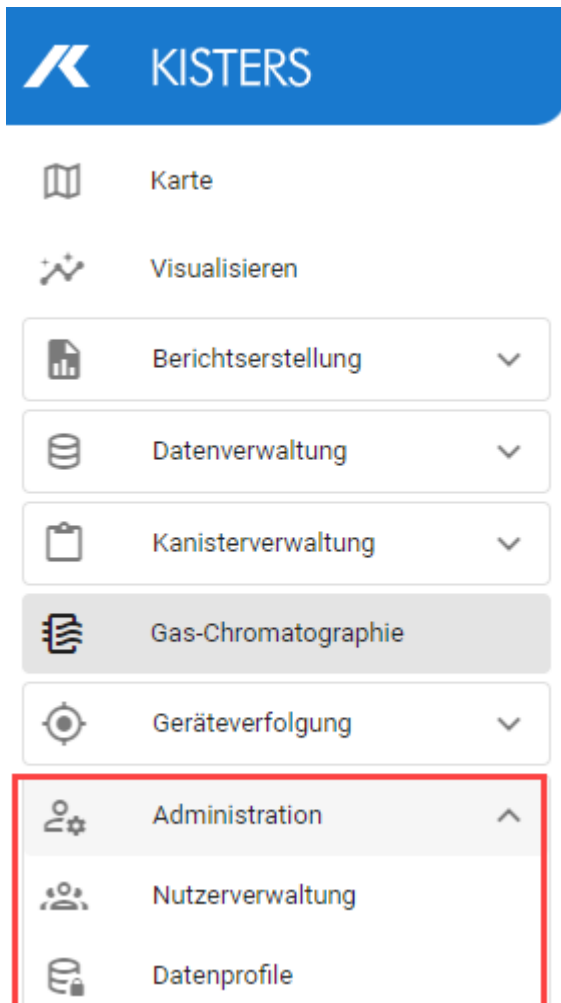 KISTERS
Karte
Visualisieren
Berichtserstellung
Datenverwaltung
Kanisterverwaltung
Gas-Chromatographie
Geräteverfolgung
Administration
Nutzerverwaltung
Datenprofile